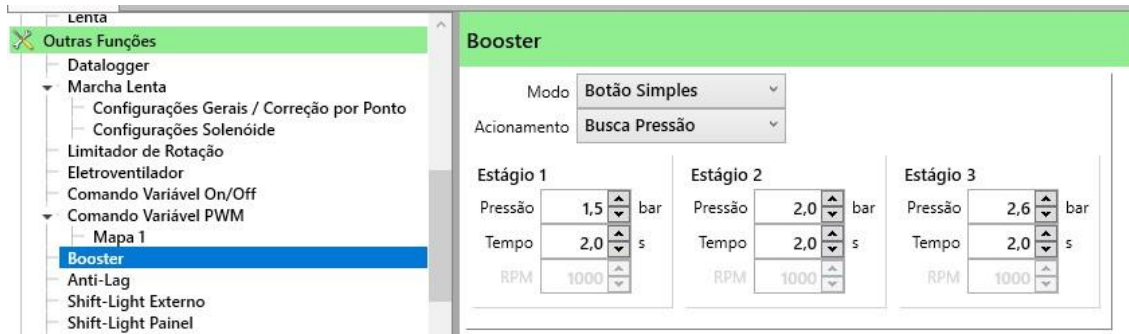 Lenta
Outras Funções
Datalogger
Marcha Lenta
Configurações Gerais / Correção por Ponto
Configurações Solenóide
Limitador de Rotação
Eletroventilador
Comando Variável On/Off
Comando Variável PWM
Mapa 1
Booster
Anti-Lag
Shift-Light Externo
Shift-Light Painel
Booster
Modo Botão Simples
Acionamento Busca Pressão
Estágio 1 Estágio 2 Estágio 3
Pressão 1,5 bar Pressão 2,0 bar Pressão 2,6 bar
Tempo 2,0 s Tempo 2,0 s Tempo 2,0 s
RPM 1000 RPM 1000 RPM 1000